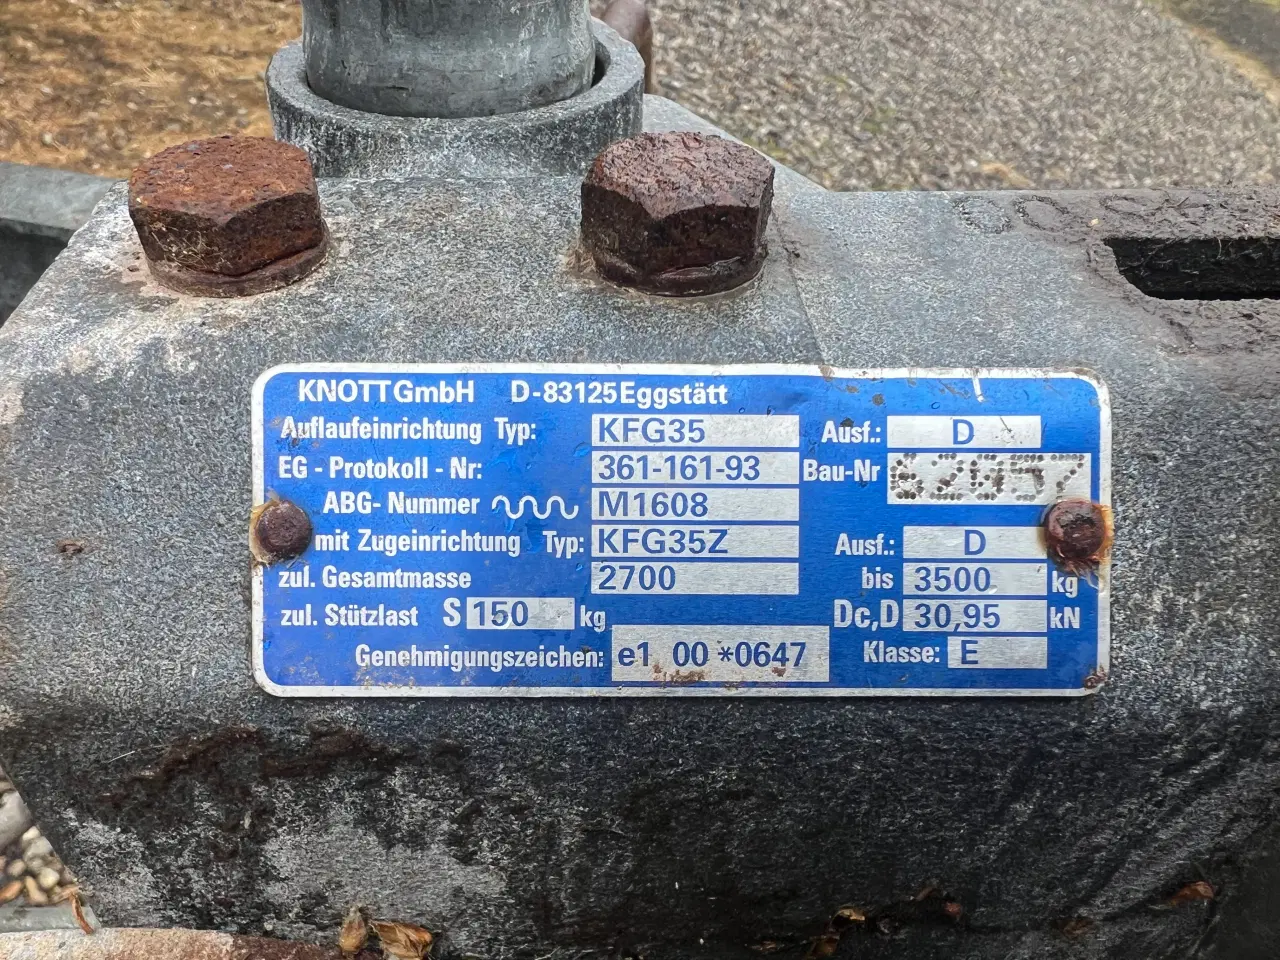 KNOTT GmbH D-83125 Eggstätt
Auflaufeinrichtung Typ: KFG35 Ausf.: D
EG - Protokoll - Nr: 361-161-93 Bau-Nr 62057
ABG- Nummer M1608
mit Zugeinrichtung Typ: KFG35Z Ausf.: D
zul. Gesamtmasse 2700 bis 3500 kg
zul. Stützlast S 150 kg Dc,D 30,95 kN
Genehmigungszeichen: e1 00 *0647 Klasse: E